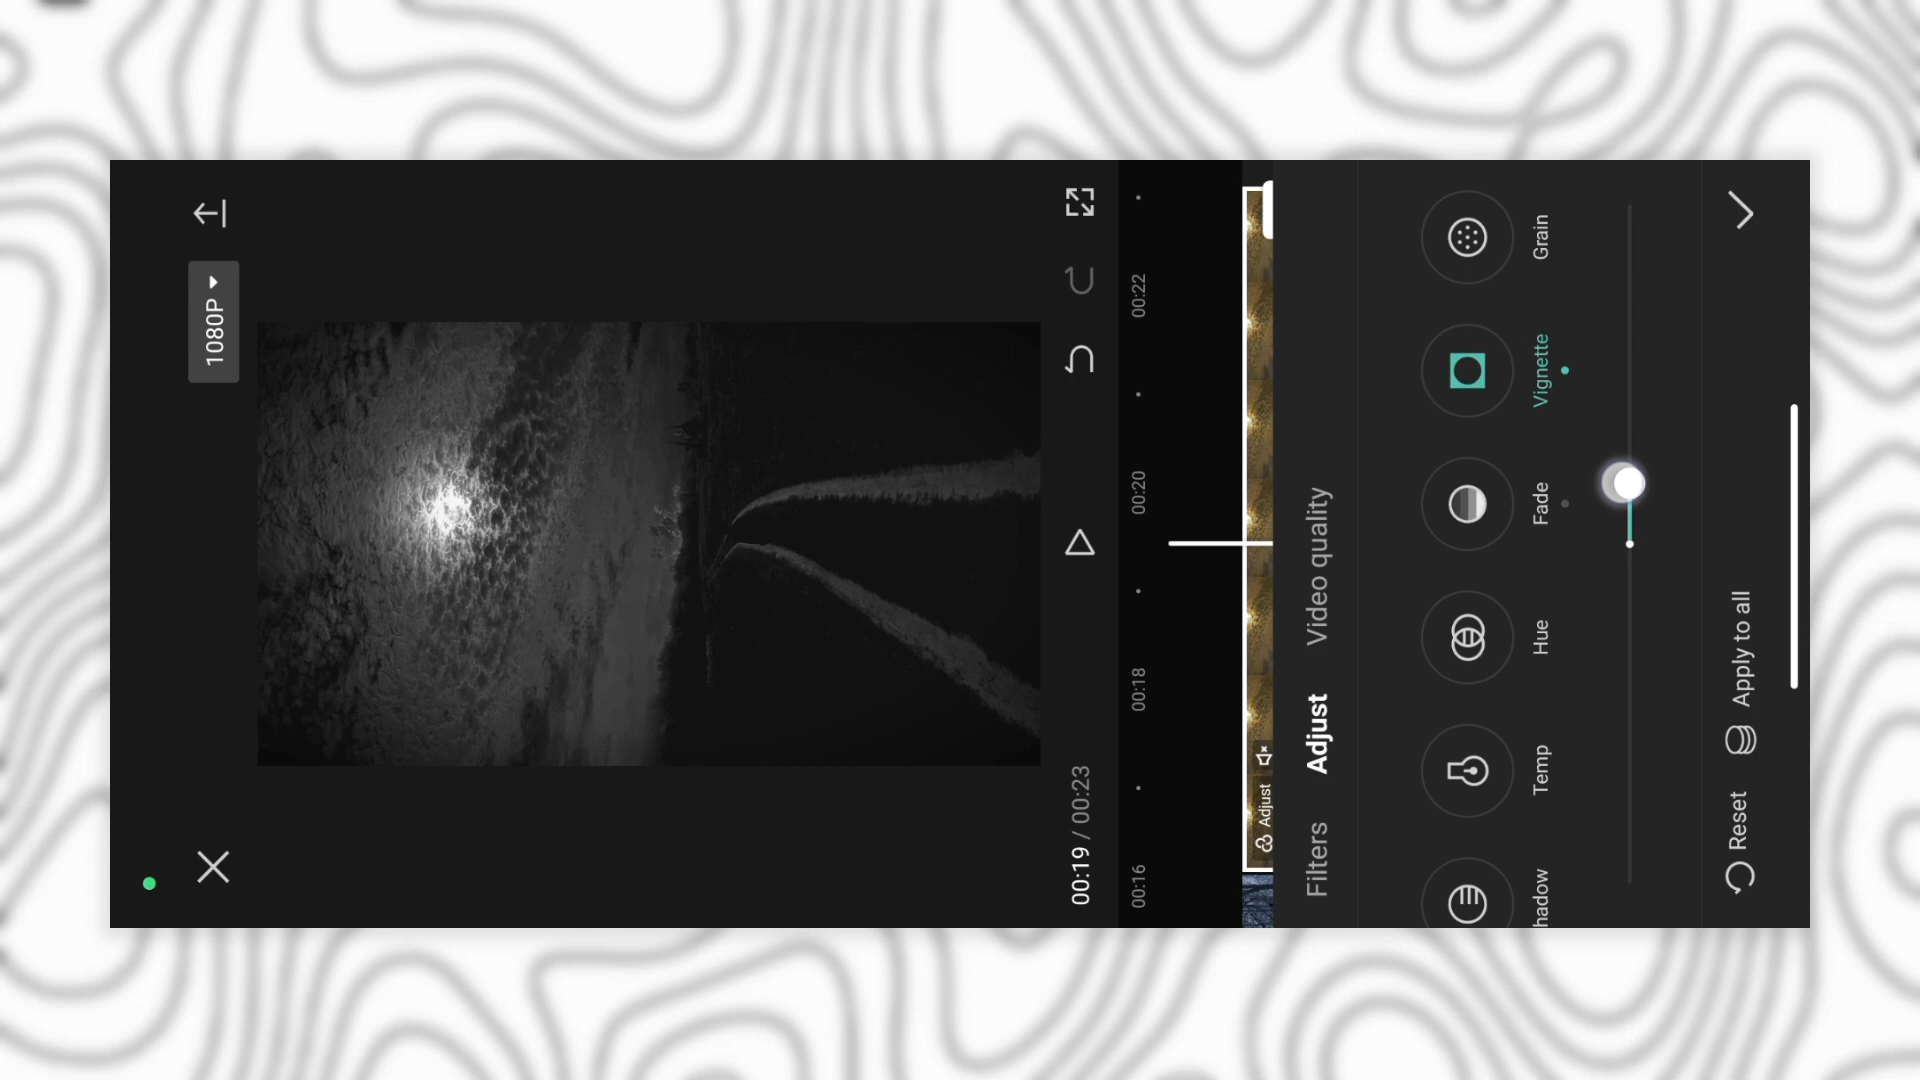 1080P
00:19 / 00:23
00:16
00:18
00:20
00:22
Adjust
Filters
Adjust
Video quality
hadow
Temp
Hue
Fade
Vignette
Grain
Reset
Apply to all